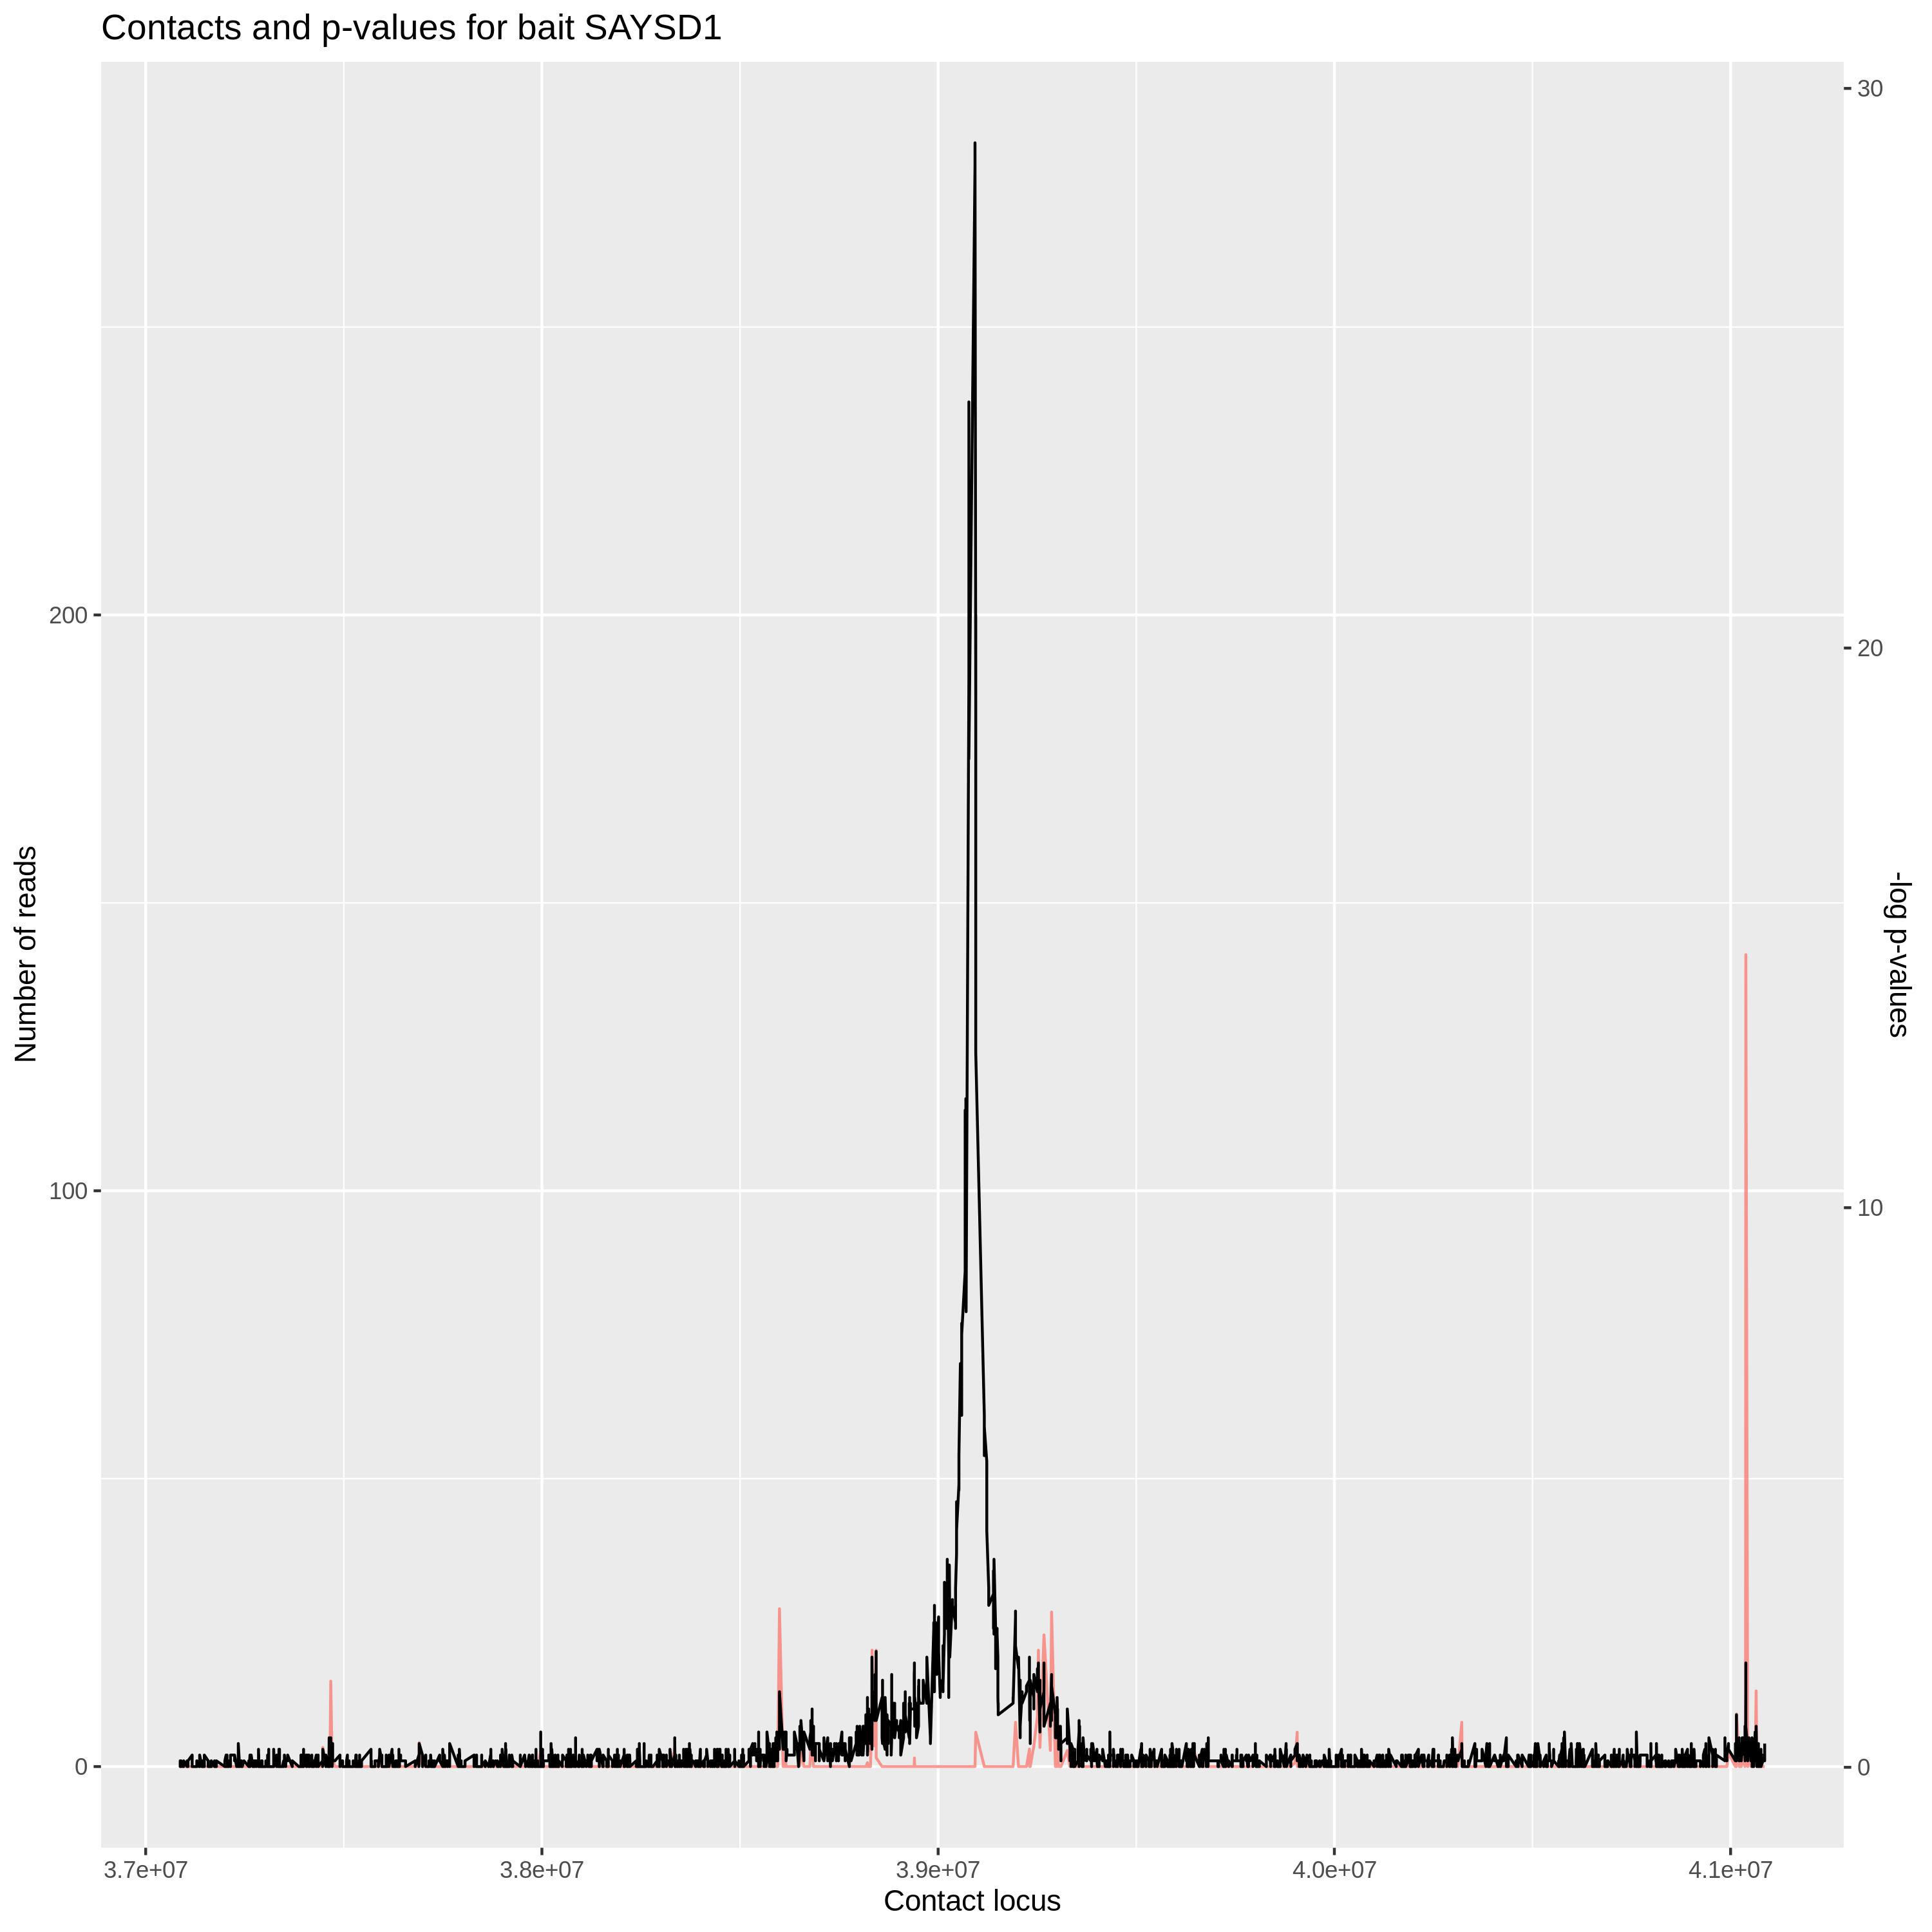 Contacts and p-values for bait SAYSD1
30
200
20
Number of reads
-log p-values
100
10
0
0
3.7e+07 3.8e+07 3.9e+07 4.0e+07 4.1e+07
Contact locus